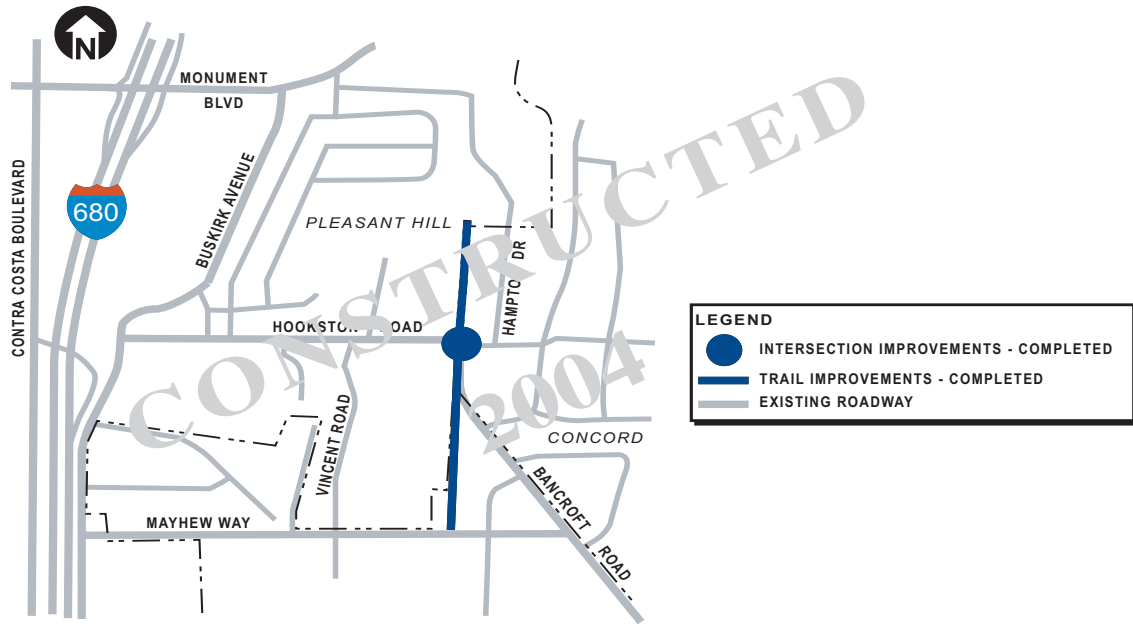 N
MONUMENT
BLVD
CONTRA COSTA BOULEVARD
680
BUSKIRK AVENUE
PLEASANT HILL
HAMPTO DR
HOOKSTO OAD
CONSTRUCTED
2004
VINCENT ROAD
CONCORD
BANCROFT ROAD
MAYHEW WAY
LEGEND
INTERSECTION IMPROVEMENTS - COMPLETED
TRAIL IMPROVEMENTS - COMPLETED
EXISTING ROADWAY